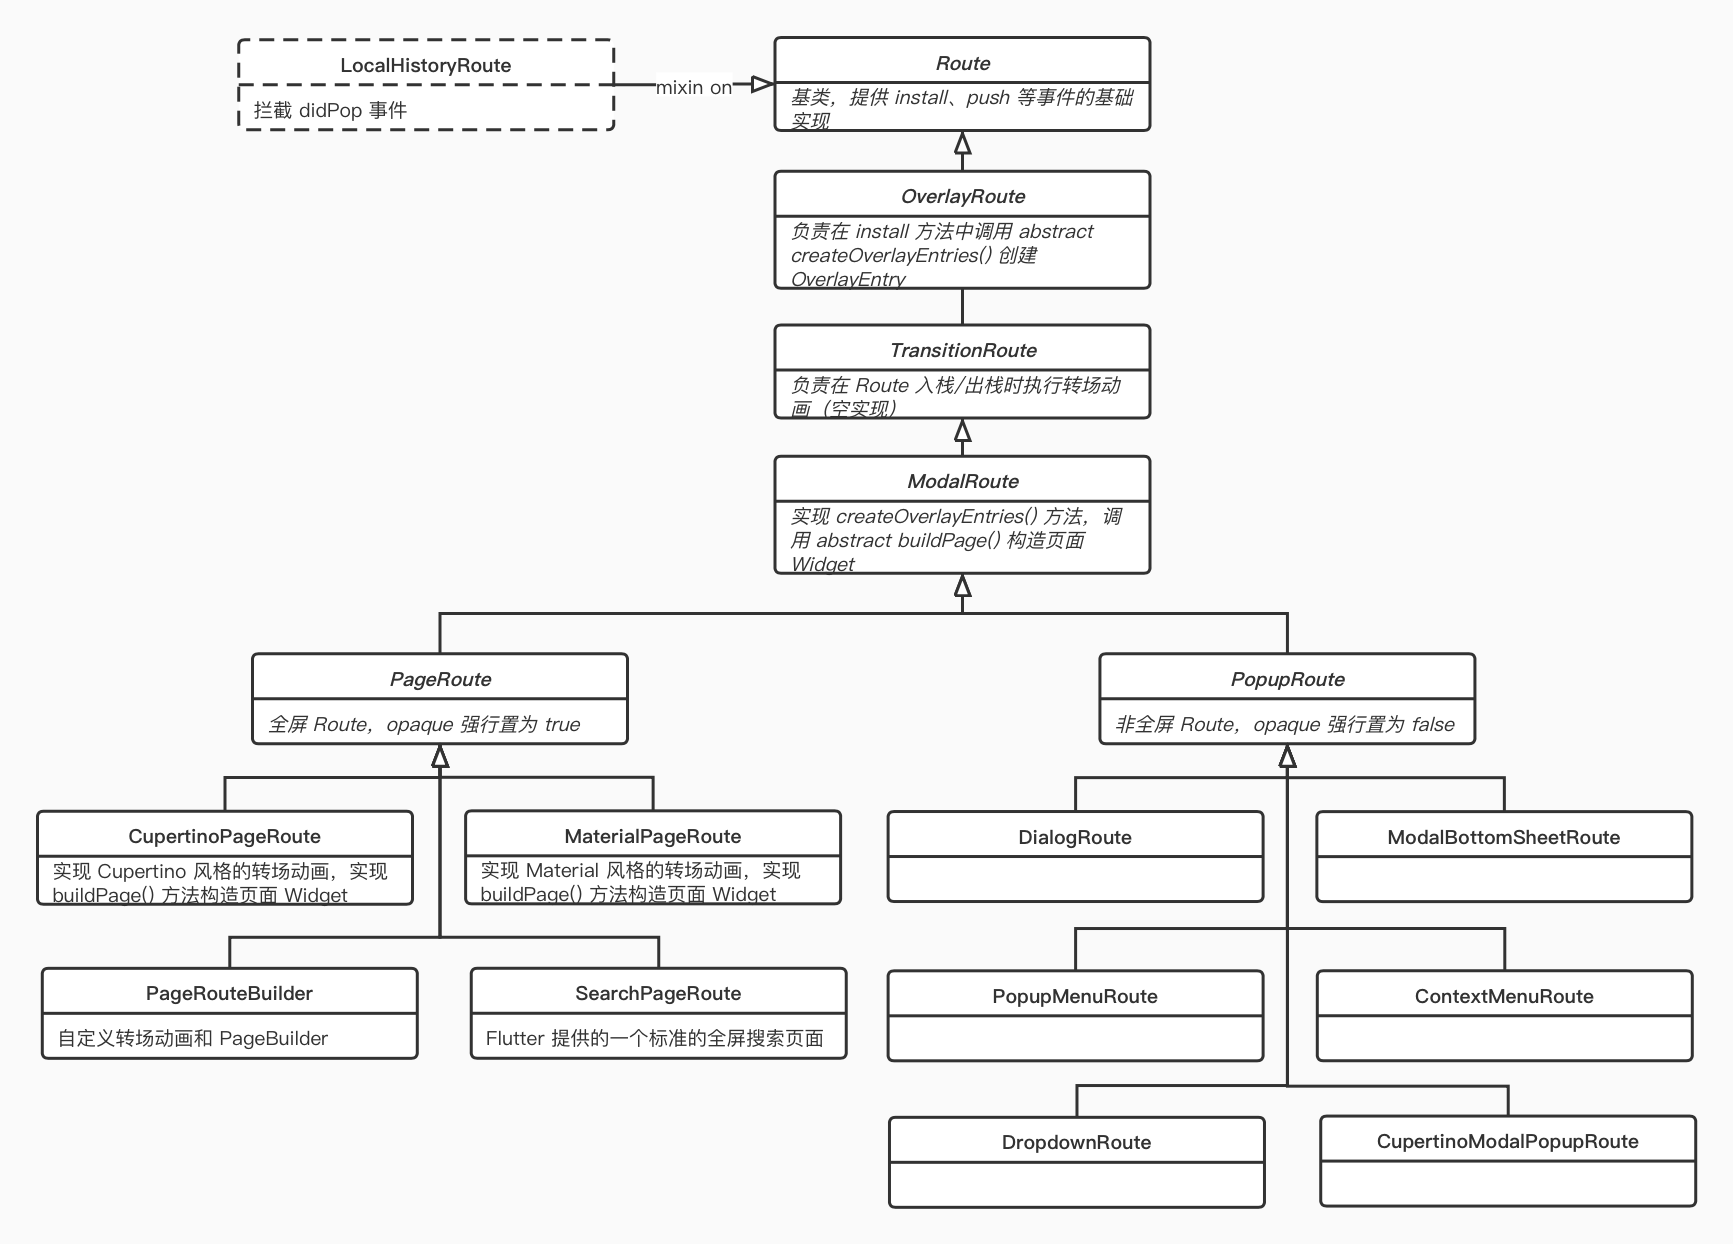 LocalHistoryRoute
拦截 didPop 事件
mixin on
Route
基类，提供 install、push 等事件的基础
实现
OverlayRoute
负责在 install 方法中调用 abstract
createOverlayEntries() 创建
OverlayEntry
TransitionRoute
负责在 Route 入栈/出栈时执行转场动
画（空实现）
ModalRoute
实现 createOverlayEntries() 方法，调
用 abstract buildPage() 构造页面
Widget
PageRoute
全屏 Route，opaque 强行置为 true
PopupRoute
非全屏 Route，opaque 强行置为 false
CupertinoPageRoute
实现 Cupertino 风格的转场动画，实现
buildPage() 方法构造页面 Widget
MaterialPageRoute
实现 Material 风格的转场动画，实现
buildPage() 方法构造页面 Widget
DialogRoute
ModalBottomSheetRoute
PageRouteBuilder
自定义转场动画和 PageBuilder
SearchPageRoute
Flutter 提供的一个标准的全屏搜索页面
PopupMenuRoute
ContextMenuRoute
DropdownRoute
CupertinoModalPopupRoute